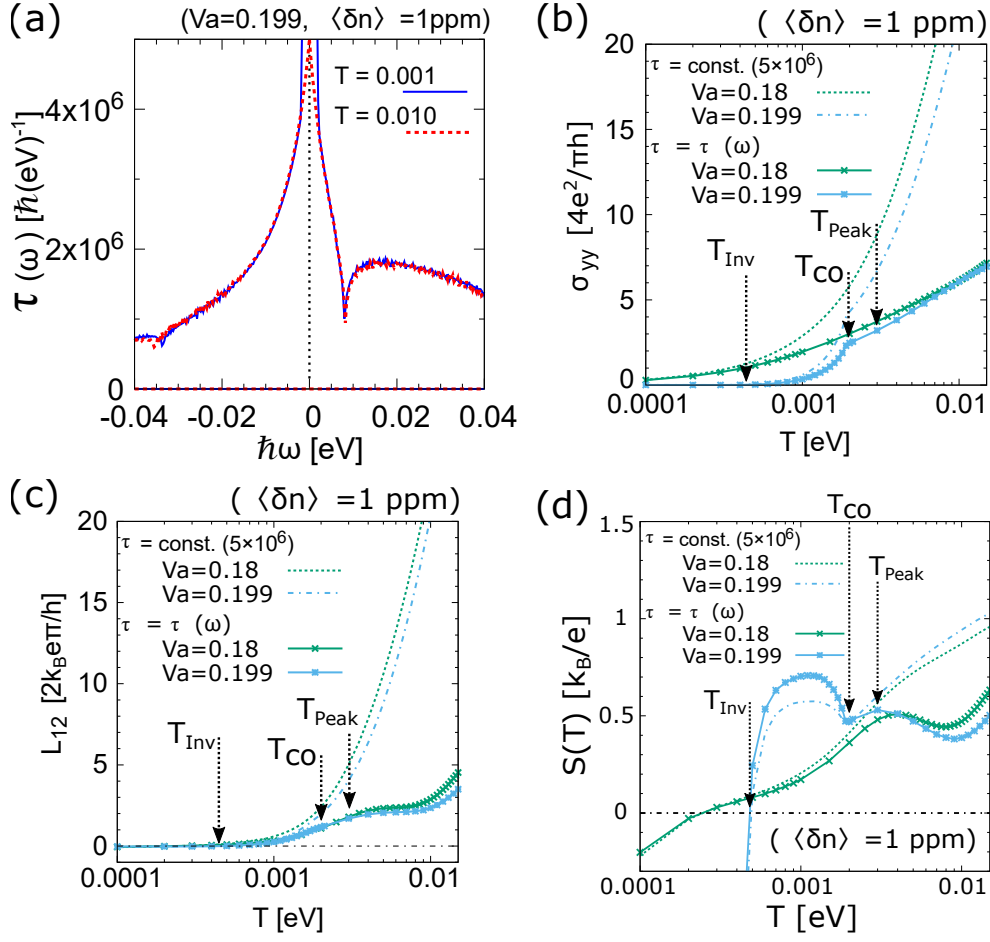 (a)
(Va=0.199, 〈δn〉=1ppm)
T = 0.001
T = 0.010
4x10⁶
2x10⁶
0
τ (ω) [ħ(eV)⁻¹]
-0.04
-0.02
0
0.02
0.04
ħω [eV]
(b)
( 〈δn〉 =1 ppm)
τ = const. (5×10⁶)
Va=0.18
Va=0.199
τ = τ (ω)
Va=0.18
Va=0.199
T_Inv
T_CO
T_Peak
20
15
10
5
0
σ_yy [4e²/πh]
0.0001
0.001
0.01
T [eV]
(c)
( 〈δn〉 =1 ppm)
τ = const. (5×10⁶)
Va=0.18
Va=0.199
τ = τ (ω)
Va=0.18
Va=0.199
T_Inv
T_CO
T_Peak
20
15
10
5
0
L₁₂ [2k_Beπ/h]
0.0001
0.001
0.01
T [eV]
(d)
T_CO
τ = const. (5×10⁶)
Va=0.18
Va=0.199
τ = τ (ω)
Va=0.18
Va=0.199
T_Peak
T_Inv
1.5
1
0.5
0
S(T) [k_B/e]
( 〈δn〉 =1 ppm)
0.0001
0.001
0.01
T [eV]